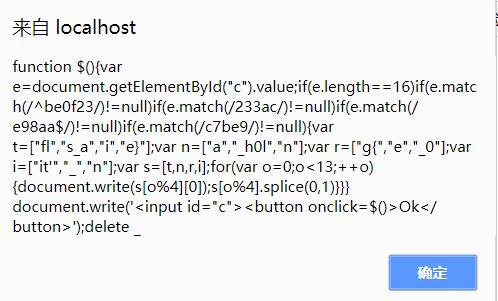 来自 localhost
function $(){var
e=document.getElementById("c").value;if(e.length==16)if(e.matc
h(/^be0f23/)!=null)if(e.match(/233ac/)!=null)if(e.match(/
e98aa$/)!=null)if(e.match(/c7be9/)!=null){var
t=["fl","s_a","i","e}"];var n=["a","_h0l","n"];var r=["g{","e","_0"];var
i=["it'","_","n"];var s=[t,n,r,i];for(var o=0;o<13;++o)
{document.write(s[o%4][0]);s[o%4].splice(0,1)}}}
document.write('<input id="c"><button onclick=$()>Ok</
button>');delete _
确定